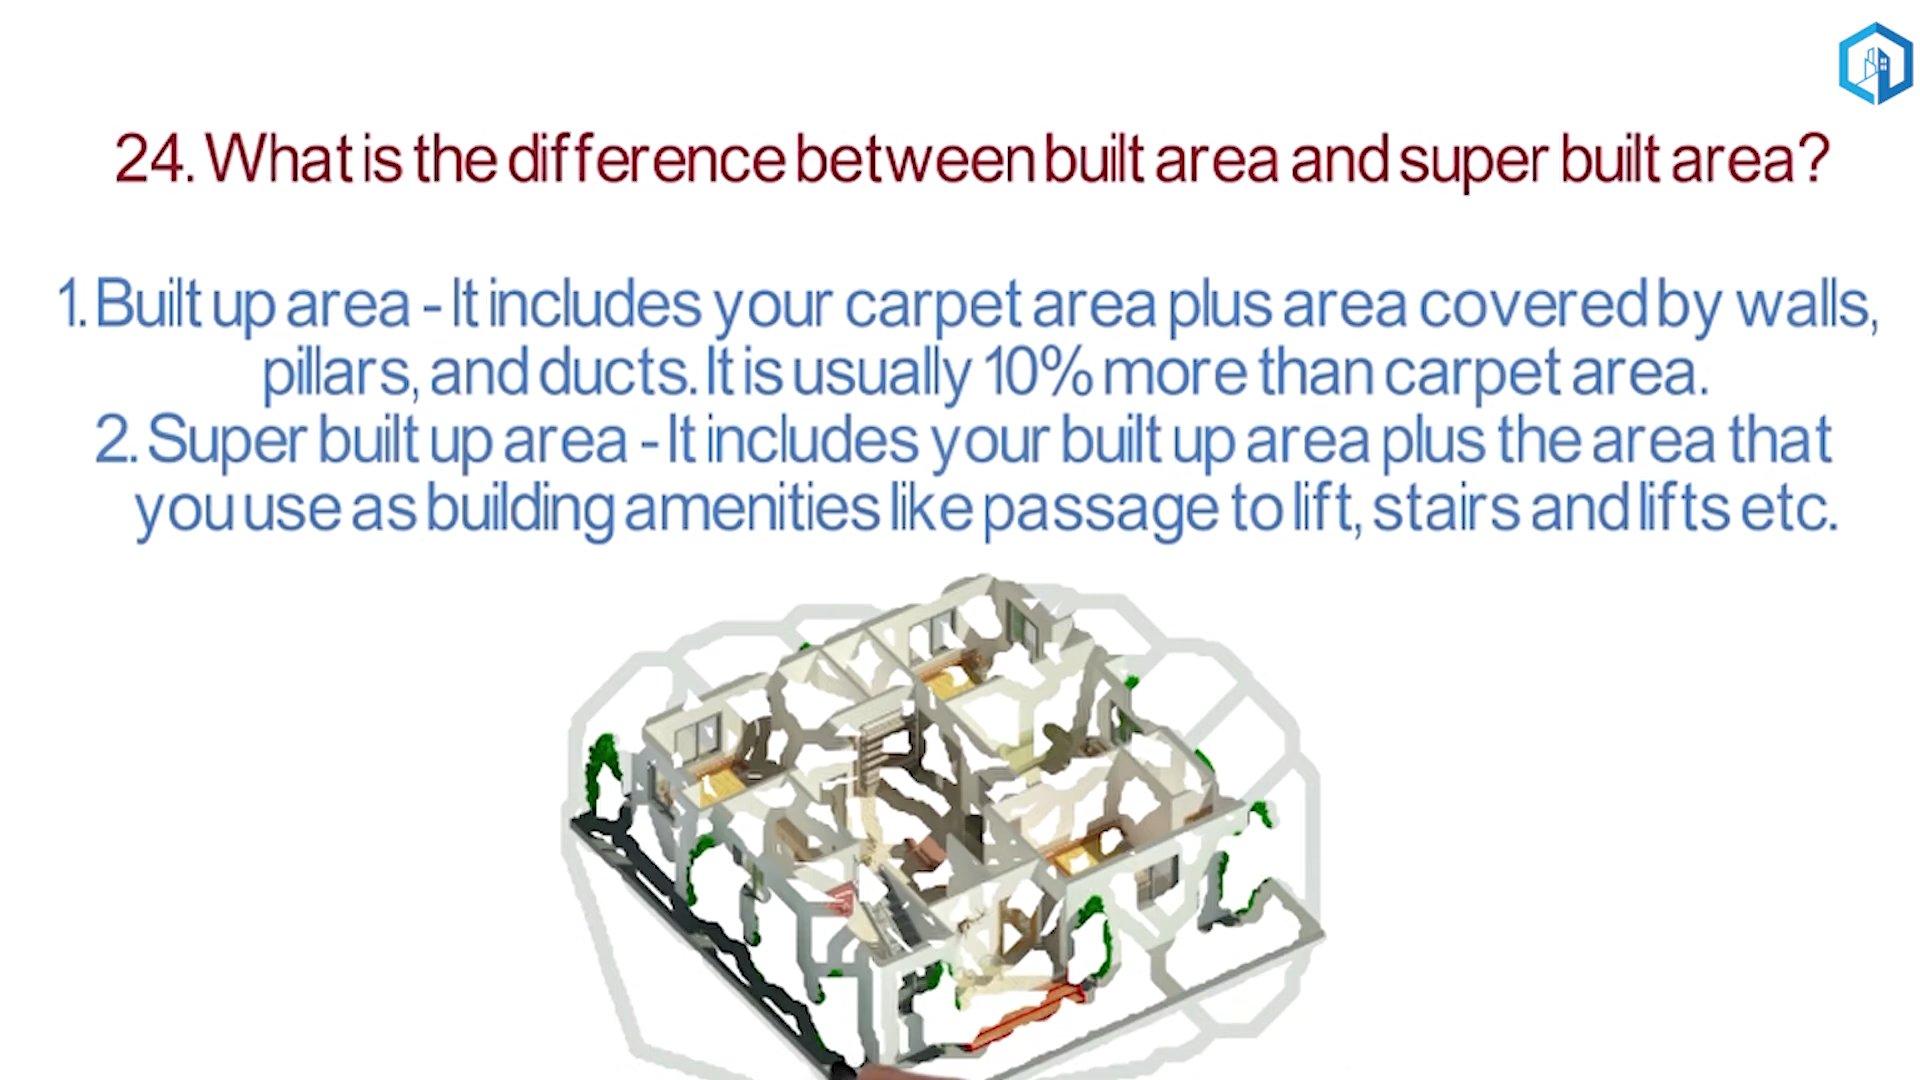 24. What is the difference between built area and super built area?
1. Built up area - It includes your carpet area plus area covered by walls,
pillars, and ducts. It is usually 10% more than carpet area.
2. Super built up area - It includes your built up area plus the area that
you use as building amenities like passage to lift, stairs and lifts etc.